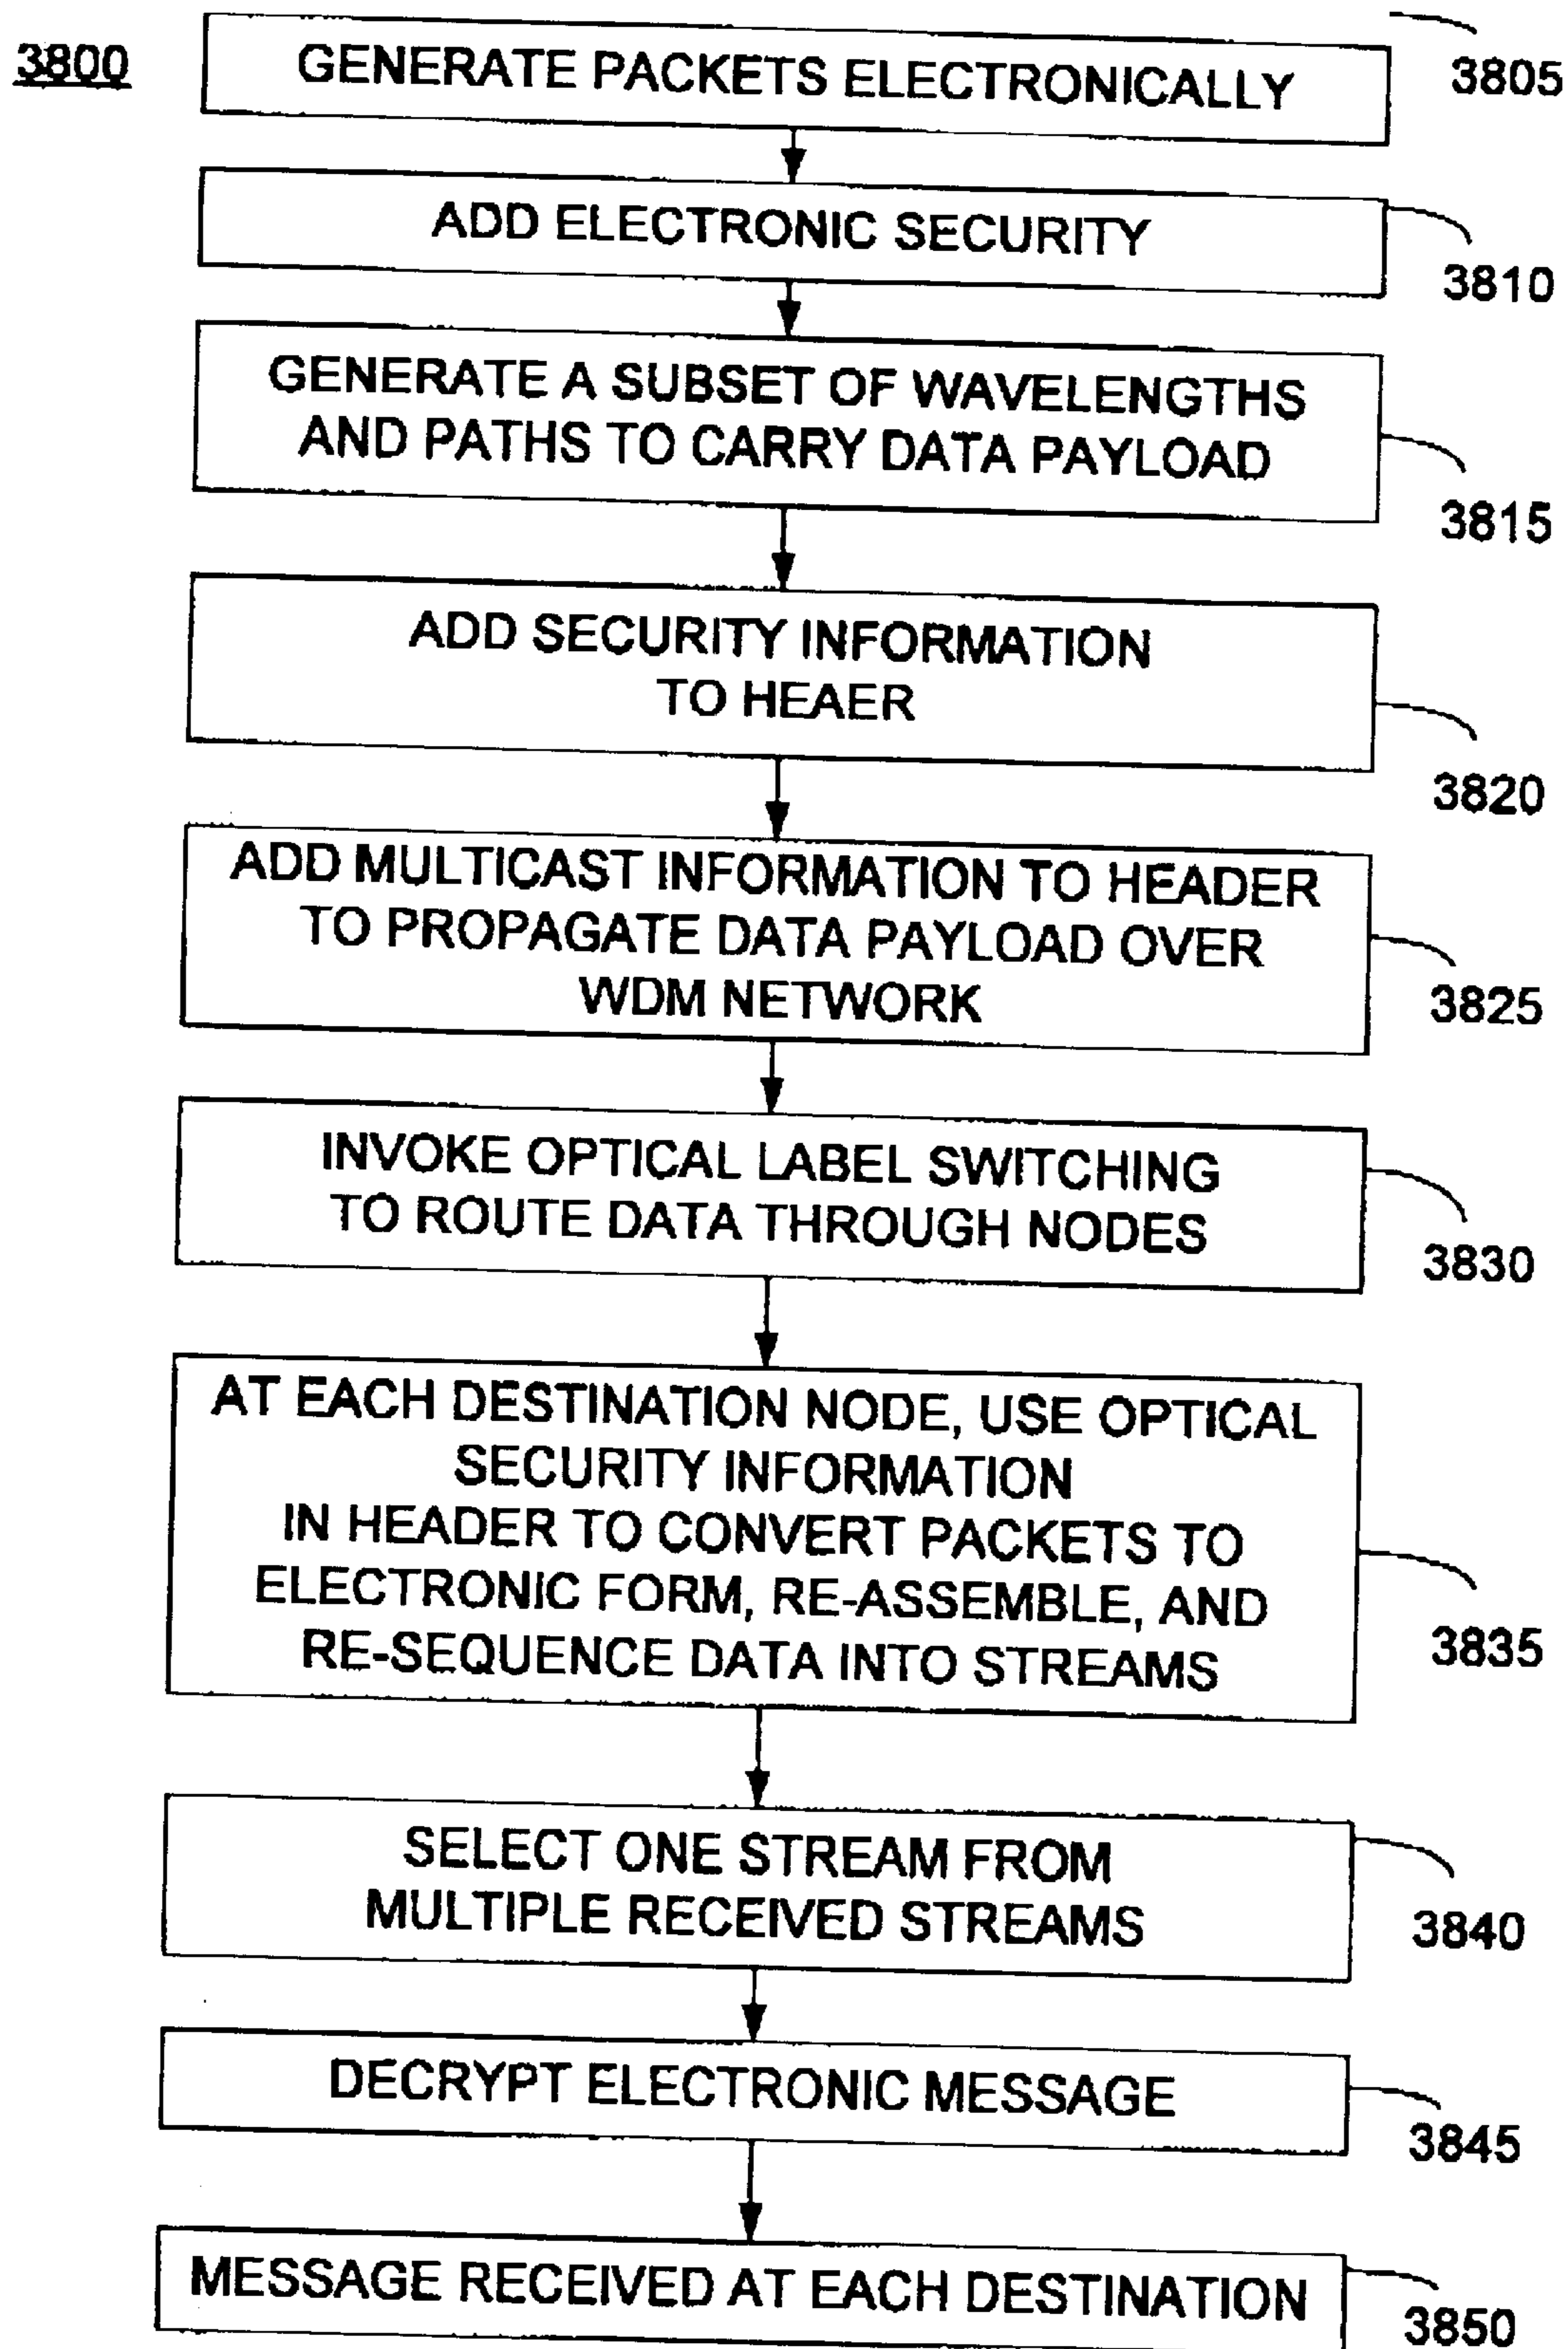 3800
GENERATE PACKETS ELECTRONICALLY
3805
ADD ELECTRONIC SECURITY
3810
GENERATE A SUBSET OF WAVELENGTHS
AND PATHS TO CARRY DATA PAYLOAD
3815
ADD SECURITY INFORMATION
TO HEAER
3820
ADD MULTICAST INFORMATION TO HEADER
TO PROPAGATE DATA PAYLOAD OVER
WDM NETWORK
3825
INVOKE OPTICAL LABEL SWITCHING
TO ROUTE DATA THROUGH NODES
3830
AT EACH DESTINATION NODE, USE OPTICAL
SECURITY INFORMATION
IN HEADER TO CONVERT PACKETS TO
ELECTRONIC FORM, RE-ASSEMBLE, AND
RE-SEQUENCE DATA INTO STREAMS
3835
SELECT ONE STREAM FROM
MULTIPLE RECEIVED STREAMS
3840
DECRYPT ELECTRONIC MESSAGE
3845
MESSAGE RECEIVED AT EACH DESTINATION
3850